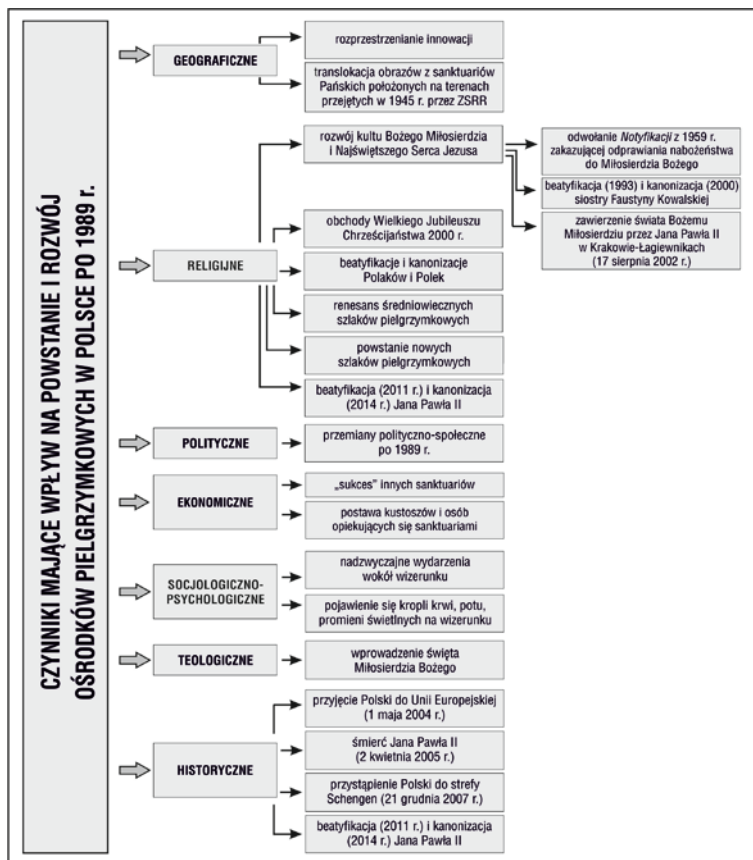 CZYNNIKI MAJĄCE WPŁYW NA POWSTANIE I ROZWÓJ
OŚRODKÓW PIELGRZYMKOWYCH W POLSCE PO 1989 r.
GEOGRAFICZNE
rozprzestrzenianie innowacji
translokacja obrazów z sanktuariów
Pańskich położonych na terenach
przejętych w 1945 r. przez ZSRR
RELIGIJNE
rozwój kultu Bożego Miłosierdzia
i Najświętszego Serca Jezusa
odwołanie Notyfikacji z 1959 r.
zakazującej odprawiania nabożeństwa
do Miłosierdzia Bożego
beatyfikacja (1993) i kanonizacja (2000)
siostry Faustyny Kowalskiej
zawierzenie świata Bożemu
Miłosierdziu przez Jana Pawła II
w Krakowie-Łagiewnikach
(17 sierpnia 2002 r.)
obchody Wielkiego Jubileuszu
Chrześcijaństwa 2000 r.
beatyfikacje i kanonizacje
Polaków i Polek
renesans średniowiecznych
szlaków pielgrzymkowych
powstanie nowych
szlaków pielgrzymkowych
beatyfikacja (2011 r.) i kanonizacja
(2014 r.) Jana Pawła II
POLITYCZNE
przemiany polityczno-społeczne
po 1989 r.
EKONOMICZNE
„sukces” innych sanktuariów
postawa kustoszów i osób
opiekujących się sanktuariami
SOCJOLOGICZNO-
PSYCHOLOGICZNE
nadzwyczajne wydarzenia
wokół wizerunku
pojawienie się kropli krwi, potu,
promieni świetlnych na wizerunku
TEOLOGICZNE
wprowadzenie święta
Miłosierdzia Bożego
HISTORYCZNE
przyjęcie Polski do Unii Europejskiej
(1 maja 2004 r.)
śmierć Jana Pawła II
(2 kwietnia 2005 r.)
przystąpienie Polski do strefy
Schengen (21 grudnia 2007 r.)
beatyfikacja (2011 r.) i kanonizacja
(2014 r.) Jana Pawła II